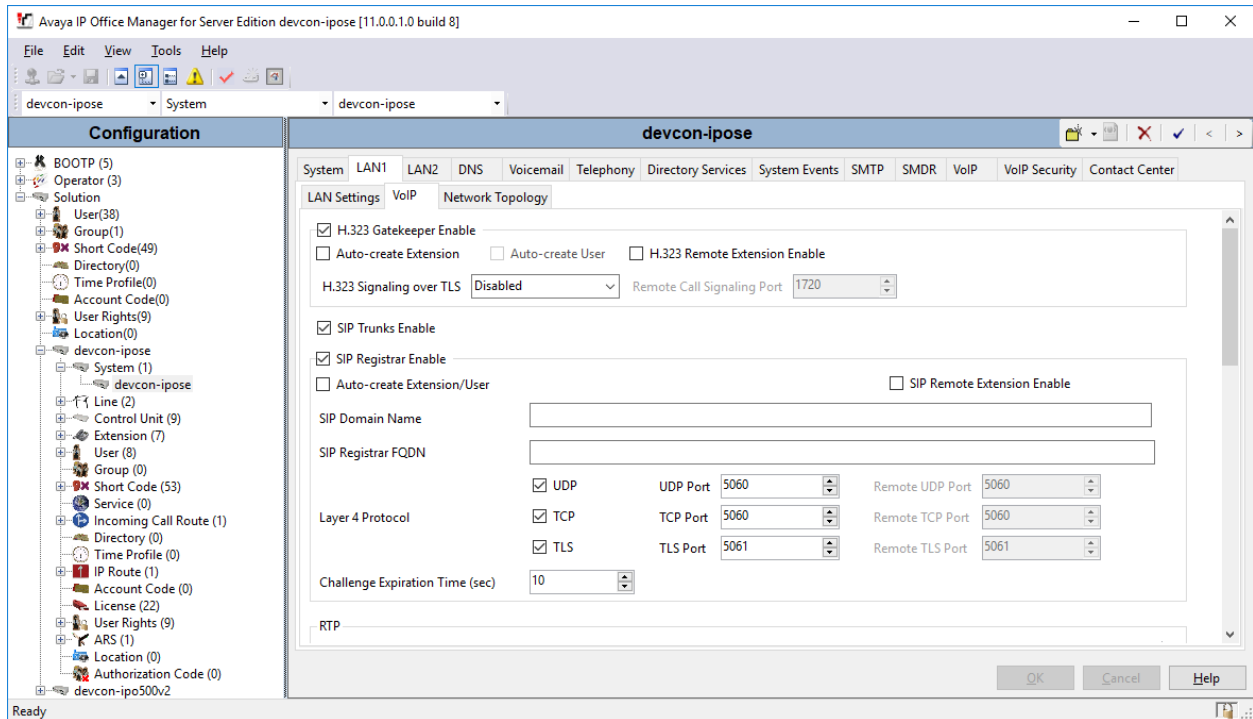 Avaya IP Office Manager for Server Edition devcon-ipose [11.0.0.1.0 build 8]
File Edit View Tools Help
devcon-ipose System devcon-ipose
Configuration
BOOTP (5)
Operator (3)
Solution
User(38)
Group(1)
Short Code(49)
Directory(0)
Time Profile(0)
Account Code(0)
User Rights(9)
Location(0)
devcon-ipose
System (1)
devcon-ipose
Line (2)
Control Unit (9)
Extension (7)
User (8)
Group (0)
Short Code (53)
Service (0)
Incoming Call Route (1)
Directory (0)
Time Profile (0)
IP Route (1)
Account Code (0)
License (22)
User Rights (9)
ARS (1)
Location (0)
Authorization Code (0)
devcon-ipo500v2
devcon-ipose
System LAN1 LAN2 DNS Voicemail Telephony Directory Services System Events SMTP SMDR VoIP VoIP Security Contact Center
LAN Settings VoIP Network Topology
H.323 Gatekeeper Enable
Auto-create Extension Auto-create User H.323 Remote Extension Enable
H.323 Signaling over TLS Disabled Remote Call Signaling Port 1720
SIP Trunks Enable
SIP Registrar Enable
Auto-create Extension/User SIP Remote Extension Enable
SIP Domain Name
SIP Registrar FQDN
UDP UDP Port 5060 Remote UDP Port 5060
Layer 4 Protocol TCP TCP Port 5060 Remote TCP Port 5060
TLS TLS Port 5061 Remote TLS Port 5061
Challenge Expiration Time (sec) 10
RTP
OK Cancel Help
Ready